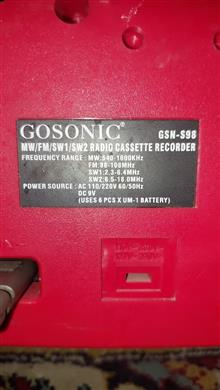 GOSONIC® GSN-S98
MW/FM/SW1/SW2 RADIO CASSETTE RECORDER
FREQUENCY RANGE: MW:540-1600KHz
FM:88-108MHz
SW1:2.3-6.4MHz
SW2:6.5-18.0MHz
POWER SOURCE: AC 110/220V 60/50Hz
DC 9V
(USES 6 PCS X UM-1 BATTERY)